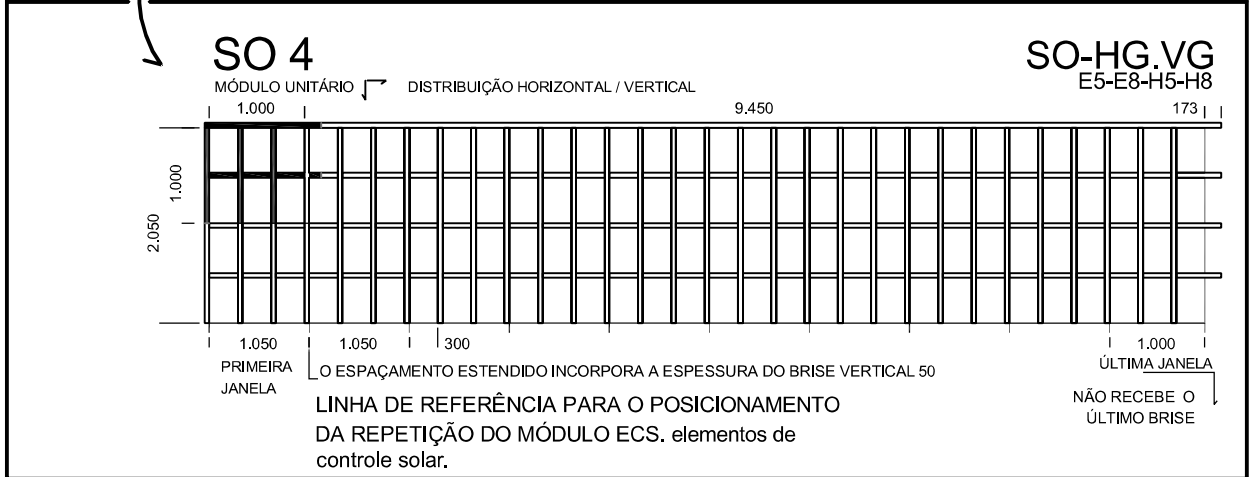 SO 4
SO-HG.VG
E5-E8-H5-H8
MÓDULO UNITÁRIO
DISTRIBUIÇÃO HORIZONTAL / VERTICAL
1.000
9.450
173
1.000
2.050
1.050
1.050
300
1.000
PRIMEIRA
JANELA
O ESPAÇAMENTO ESTENDIDO INCORPORA A ESPESSURA DO BRISE VERTICAL 50
ÚLTIMA JANELA
NÃO RECEBE O
ÚLTIMO BRISE
LINHA DE REFERÊNCIA PARA O POSICIONAMENTO
DA REPETIÇÃO DO MÓDULO ECS. elementos de
controle solar.